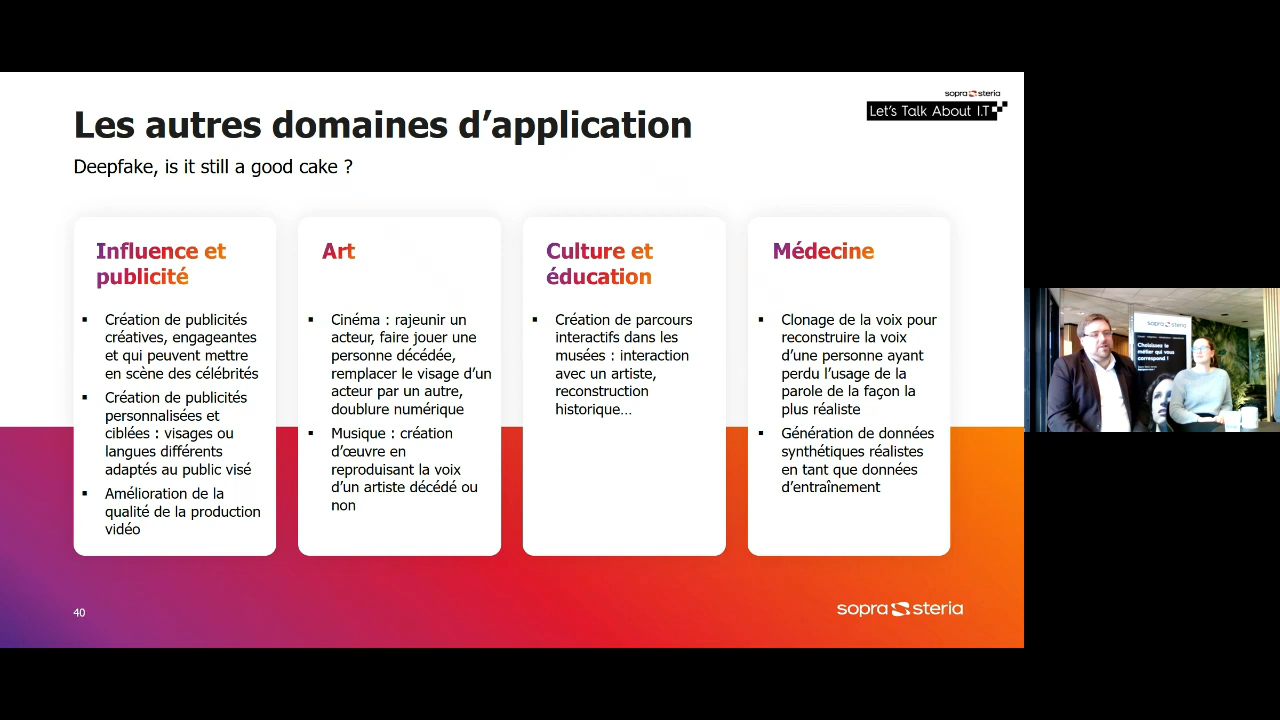 sopra steria
Let's Talk About I.T
Les autres domaines d'application
Deepfake, is it still a good cake ?
Influence et
publicité
▪ Création de publicités
créatives, engageantes
et qui peuvent mettre
en scène des célébrités
▪ Création de publicités
personnalisées et
ciblées : visages ou
langues différents
adaptés au public visé
▪ Amélioration de la
qualité de la production
vidéo
Art
▪ Cinéma : rajeunir un
acteur, faire jouer une
personne décédée,
remplacer le visage d'un
acteur par un autre,
doublure numérique
▪ Musique : création
d'œuvre en
reproduisant la voix
d'un artiste décédé ou
non
Culture et
éducation
▪ Création de parcours
interactifs dans les
musées : interaction
avec un artiste,
reconstruction
historique…
Médecine
▪ Clonage de la voix pour
reconstruire la voix
d'une personne ayant
perdu l'usage de la
parole de la façon la
plus réaliste
▪ Génération de données
synthétiques réalistes
en tant que données
d'entraînement
40
sopra steria
sopra steria
Choisissez le
métier qui vous
correspond !